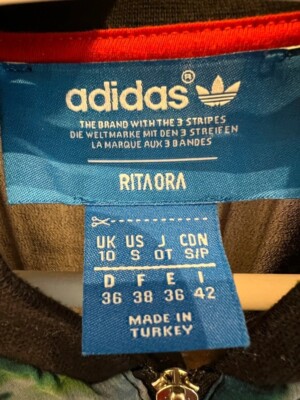 adidas®
THE BRAND WITH THE 3 STRIPES
DIE WELTMARKE MIT DEN 3 STREIFEN
LA MARQUE AUX 3 BANDES
RITA ORA
UK US J CDN
10 S OT S/P
D F E I
36 38 36 42
MADE IN
TURKEY